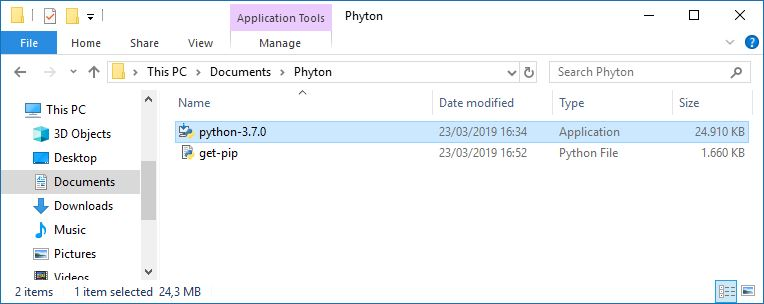 Application Tools Phyton
File Home Share View Manage
This PC Documents Phyton Search Phyton
Name Date modified Type Size
This PC
3D Objects
Desktop
Documents
Downloads
Music
Pictures
Videos
python-3.7.0 23/03/2019 16:34 Application 24.910 KB
get-pip 23/03/2019 16:52 Python File 1.660 KB
2 items 1 item selected 24,3 MB